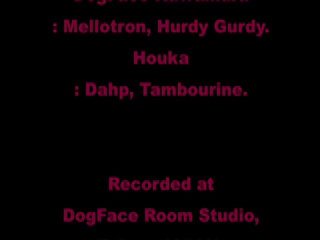 : Mellotron, Hurdy Gurdy.
Houka
: Dahp, Tambourine.
Recorded at
DogFace Room Studio,